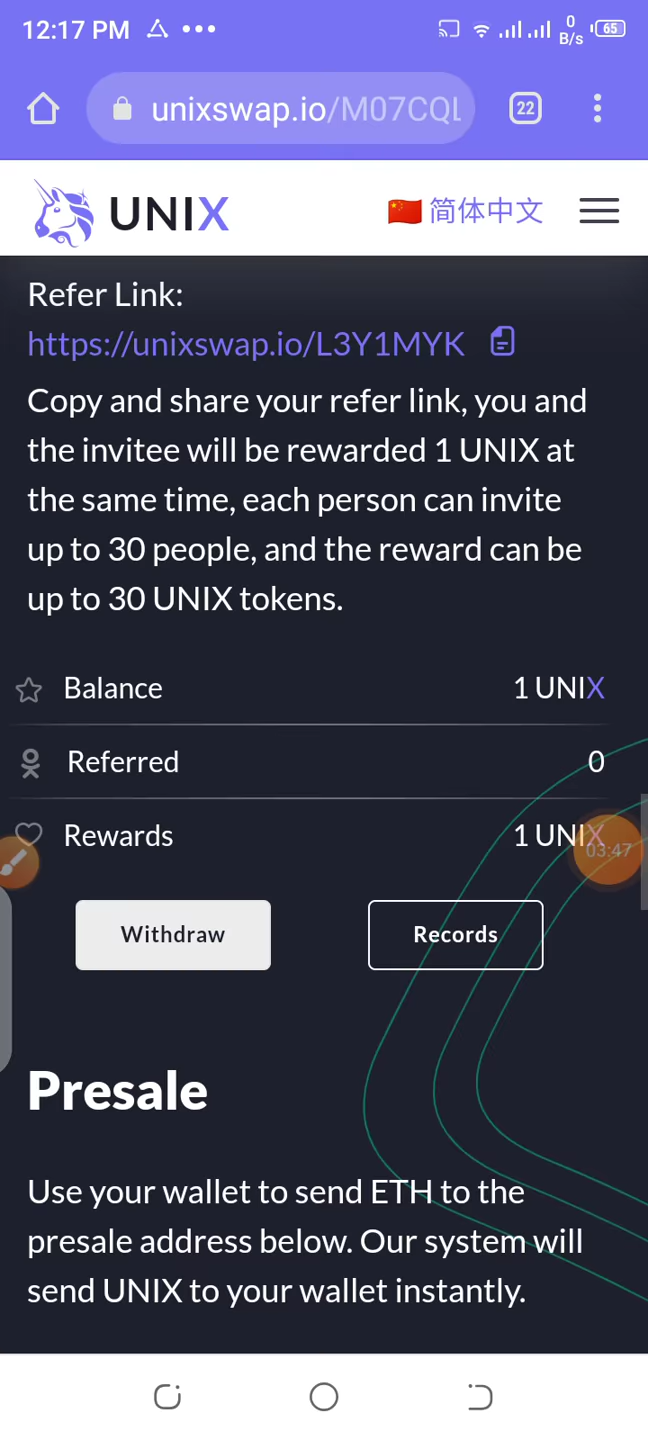 12:17 PM
0
B/s
65
unixswap.io/M07CQL
22
UNIX
简体中文
Refer Link:
https://unixswap.io/L3Y1MYK
Copy and share your refer link, you and
the invitee will be rewarded 1 UNIX at
the same time, each person can invite
up to 30 people, and the reward can be
up to 30 UNIX tokens.
Balance 1 UNIX
Referred 0
Rewards 1 UNIX
03:47
Withdraw Records
Presale
Use your wallet to send ETH to the
presale address below. Our system will
send UNIX to your wallet instantly.